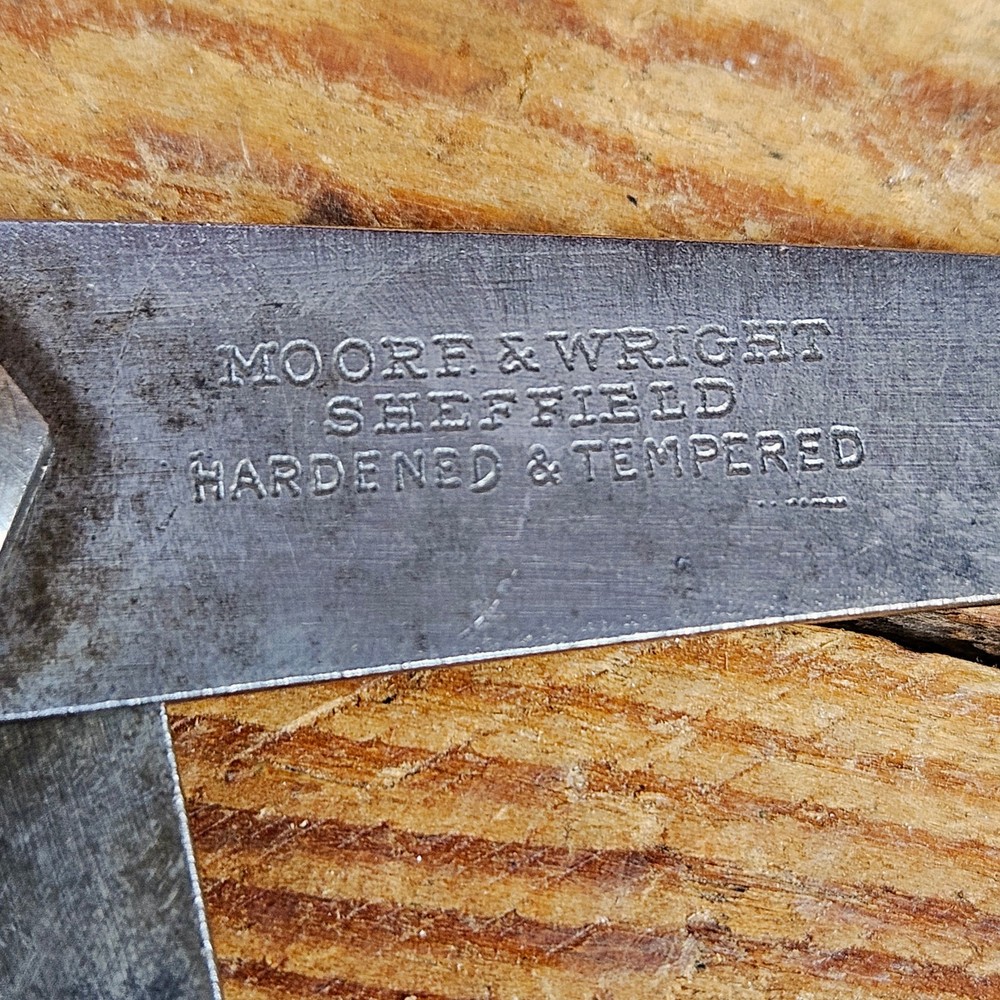 MOORE & WRIGHT
SHEFFIELD
HARDENED & TEMPERED